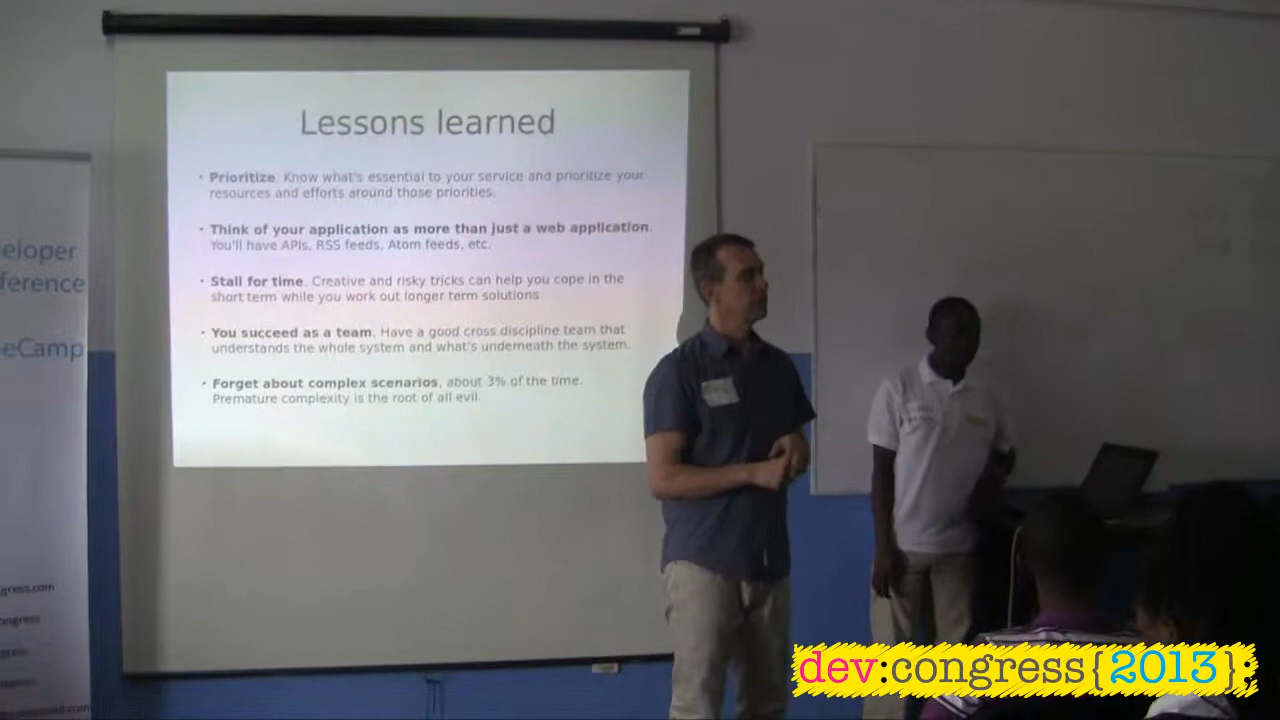 Lessons learned
• Prioritize. Know what's essential to your service and prioritize your
resources and efforts around those priorities.
• Think of your application as more than just a web application.
You'll have APIs, RSS feeds, Atom feeds, etc.
• Stall for time. Creative and risky tricks can help you cope in the
short term while you work out longer term solutions
• You succeed as a team. Have a good cross discipline team that
understands the whole system and what's underneath the system.
• Forget about complex scenarios, about 3% of the time.
Premature complexity is the root of all evil.
eloper
ference
eCamp
gress.com
ongress
dev:congress{2013};